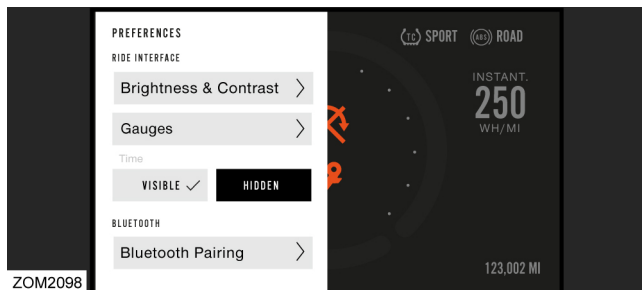 PREFERENCES
RIDE INTERFACE
Brightness & Contrast
Gauges
Time
VISIBLE
HIDDEN
BLUETOOTH
Bluetooth Pairing
TC SPORT
ABS ROAD
INSTANT.
250
WH/MI
123,002 MI
ZOM2098